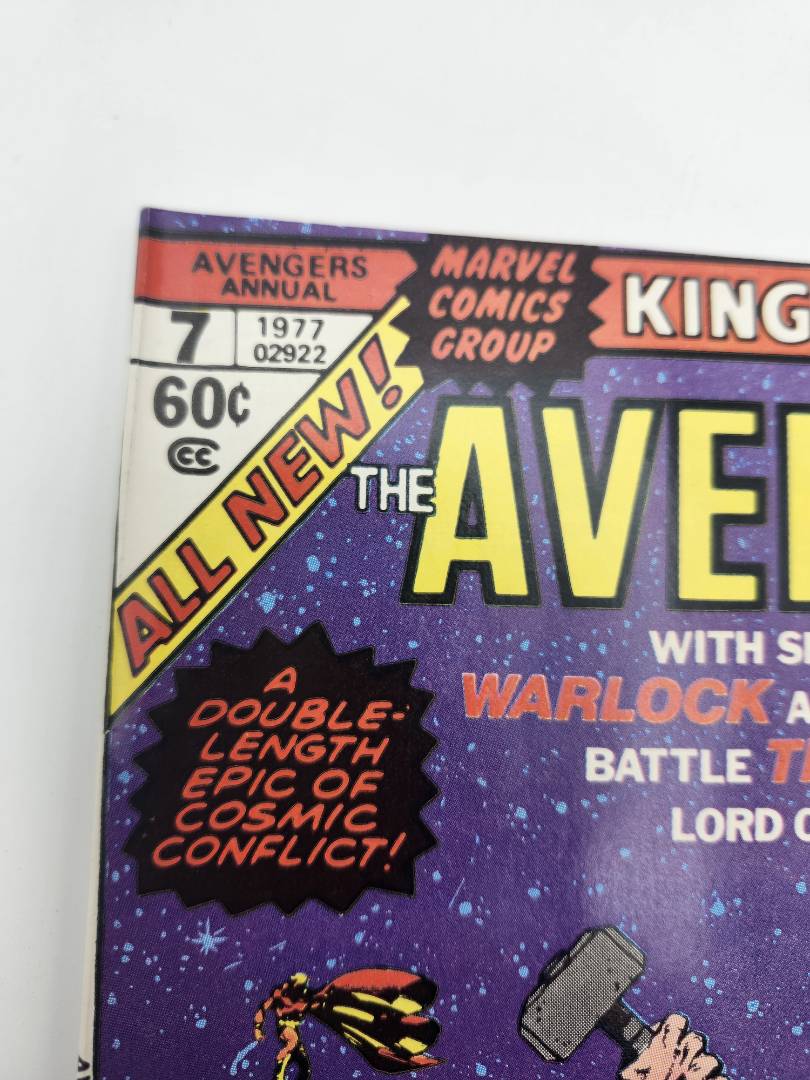 AVENGERS
ANNUAL
7
1977
02922
60¢
CC
ALL NEW!
MARVEL
COMICS
GROUP
KING
THE AVE
WITH
WARLOCK
BATTLE
LORD
A
DOUBLE-
LENGTH
EPIC OF
COSMIC
CONFLICT!